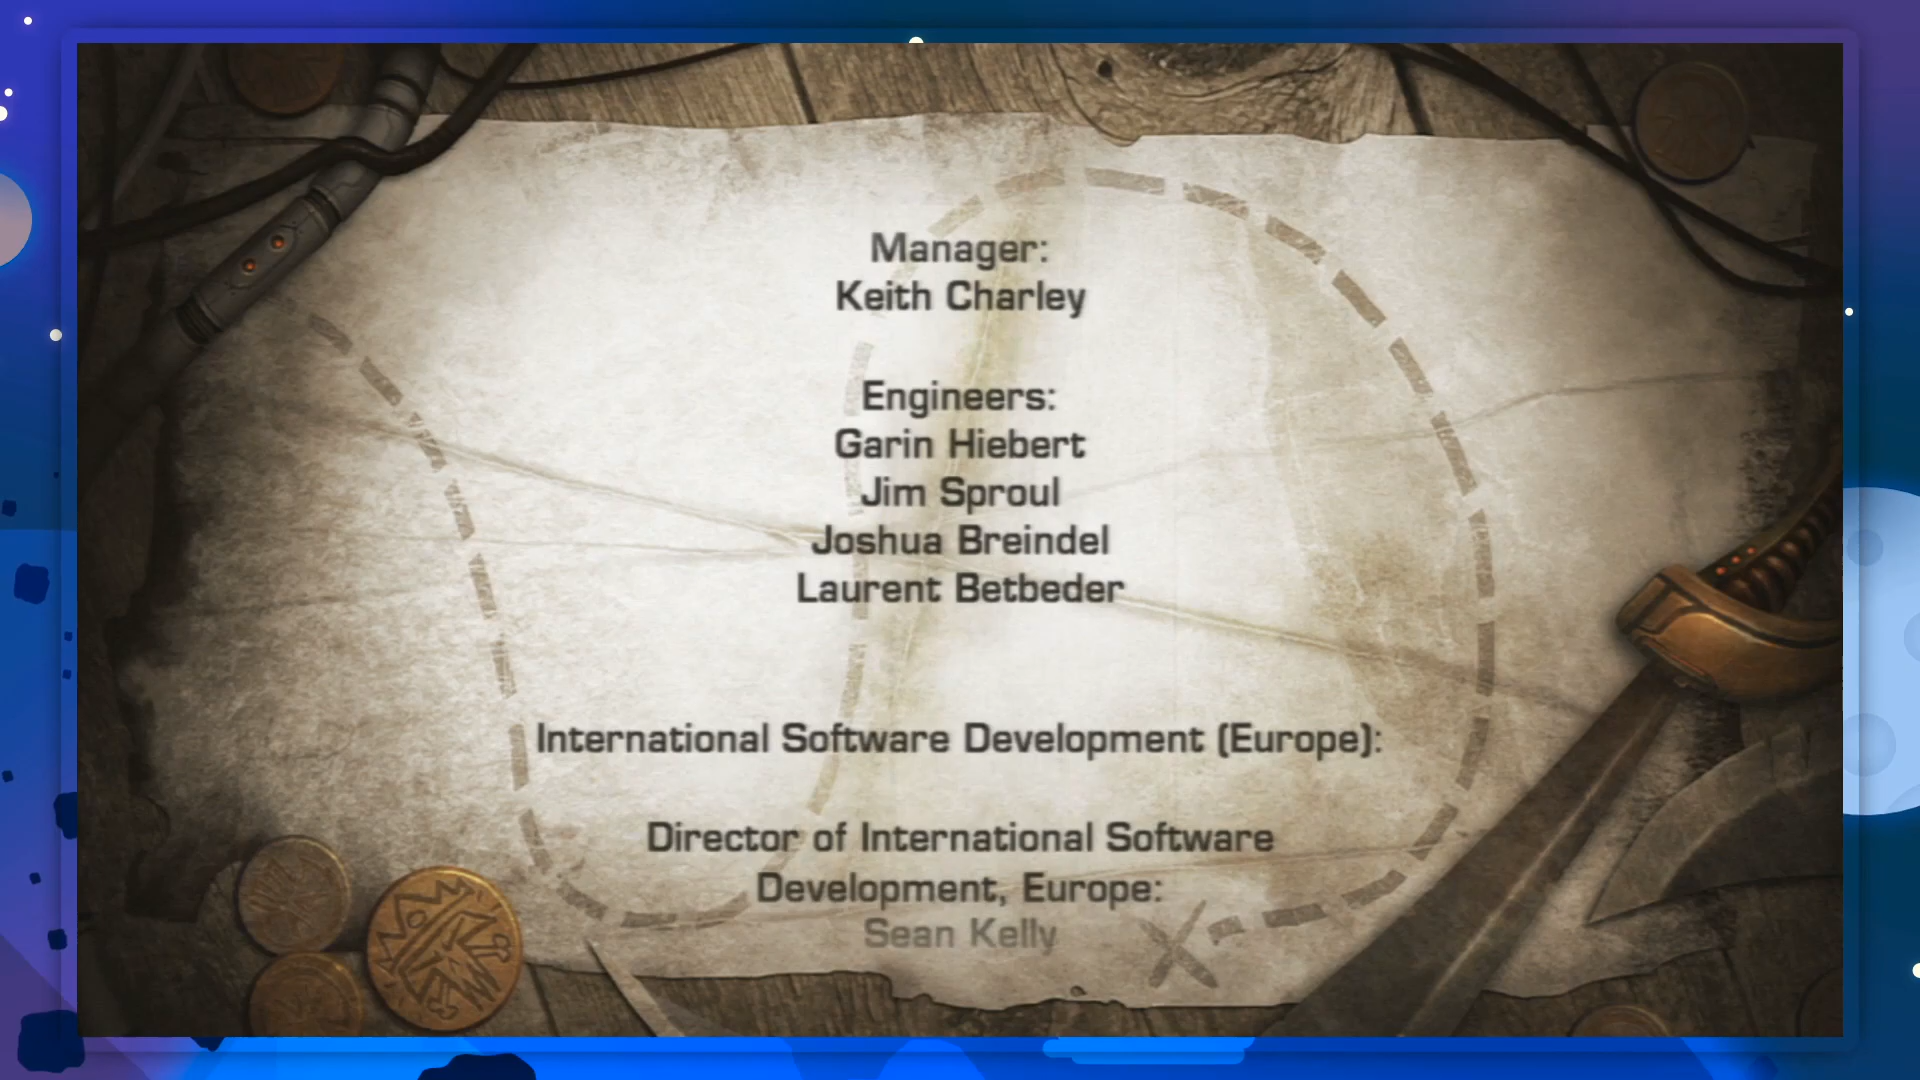 Manager:
Keith Charley
Engineers:
Garin Hiebert
Jim Sproul
Joshua Breindel
Laurent Betbeder
International Software Development (Europe):
Director of International Software
Development, Europe:
Sean Kelly